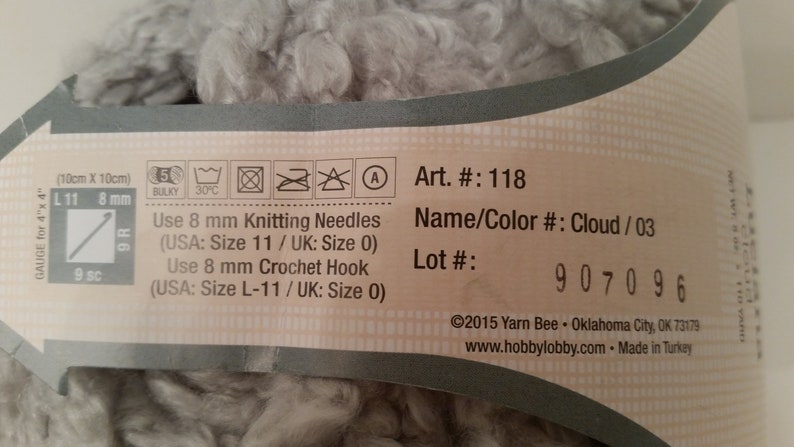 (10cm X 10cm)
GAUGE for 4"x 4"
L 11 8 mm
9 R
9 sc
5
BULKY
30°C
A
Use 8 mm Knitting Needles
(USA: Size 11 / UK: Size 0)
Use 8 mm Crochet Hook
(USA: Size L-11 / UK: Size 0)
Art. #: 118
Name/Color #: Cloud / 03
Lot #:
907096
©2015 Yarn Bee • Oklahoma City, OK 73179
www.hobbylobby.com • Made in Turkey